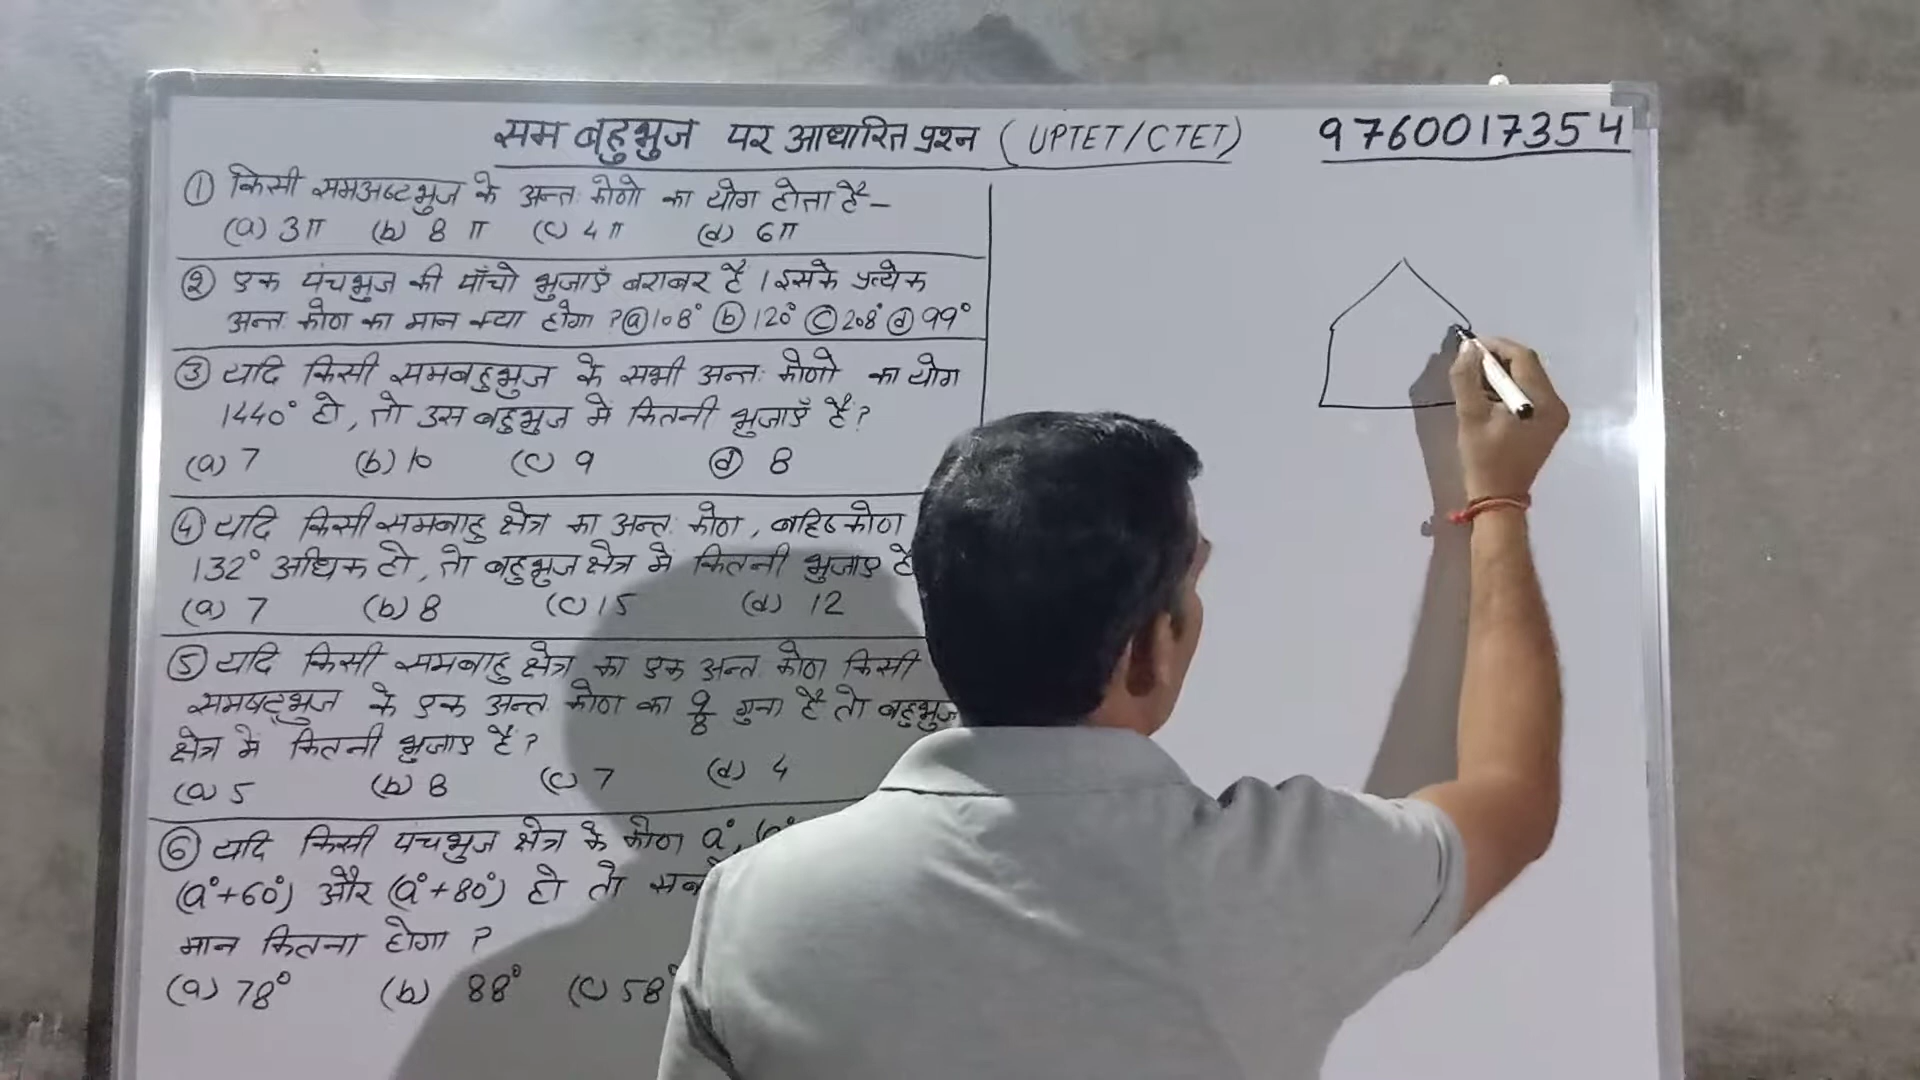 सम बहुभुज पर आधारित प्रश्न (UPTET/CTET) 9760017354
① किसी समअष्टभुज के अन्तः कोणो का योग होता है-
(a) 3π (b) 8π (c) 4π (d) 6π
② एक पंचभुज की पाँचो भुजाएँ बराबर है । इसके प्रत्येक
अन्तः कोण का मान क्या होगा ? ⓐ 108° ⓑ 120° ⓒ 208° ⓓ 99°
③ यदि किसी समबहुभुज के सभी अन्तः कोणो का योग
1440° हो, तो उस बहुभुज में कितनी भुजाएँ है?
(a) 7 (b) 10 (c) 9 (d) 8
④ यदि किसी समबाहु क्षेत्र का अन्तः कोण, बहिष्कोण
132° अधिक हो, तो बहुभुज क्षेत्र में कितनी भुजाए
(a) 7 (b) 8 (c) 15 (d) 12
⑤ यदि किसी समबाहु क्षेत्र का एक अन्तः कोण किसी
समषट्भुज के एक अन्तः कोण का 9/8 गुना है तो बहुभुज
क्षेत्र मे कितनी भुजाए है?
(a) 5 (b) 8 (c) 7 (d) 4
⑥ यदि किसी पंचभुज क्षेत्र के कोण a°,
(a°+60°) और (a°+80°) हो तो
मान कितना होगा ?
(a) 78° (b) 88° (c) 58°